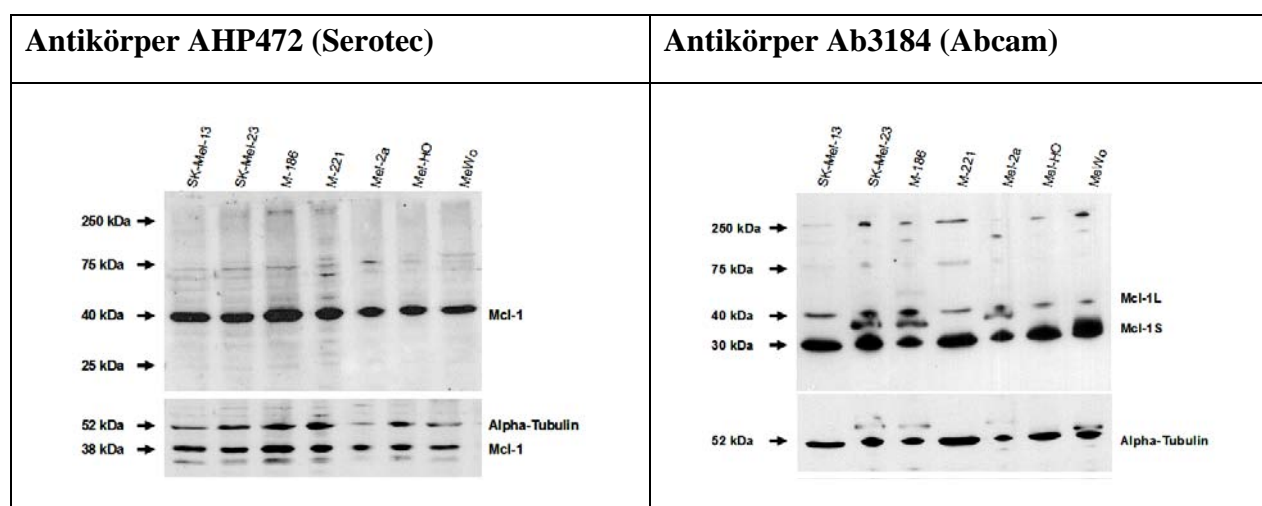 Antikörper AHP472 (Serotec)
Antikörper Ab3184 (Abcam)
SK-Mel-13
SK-Mel-23
M-186
M-221
Mel-2a
Mel-HO
MeWo
250 kDa
75 kDa
40 kDa
Mcl-1
25 kDa
52 kDa
Alpha-Tubulin
38 kDa
Mcl-1
SK-Mel-13
SK-Mel-23
M-186
M-221
Mel-2a
Mel-HO
MeWo
250 kDa
75 kDa
Mcl-1L
40 kDa
Mcl-1S
30 kDa
52 kDa
Alpha-Tubulin